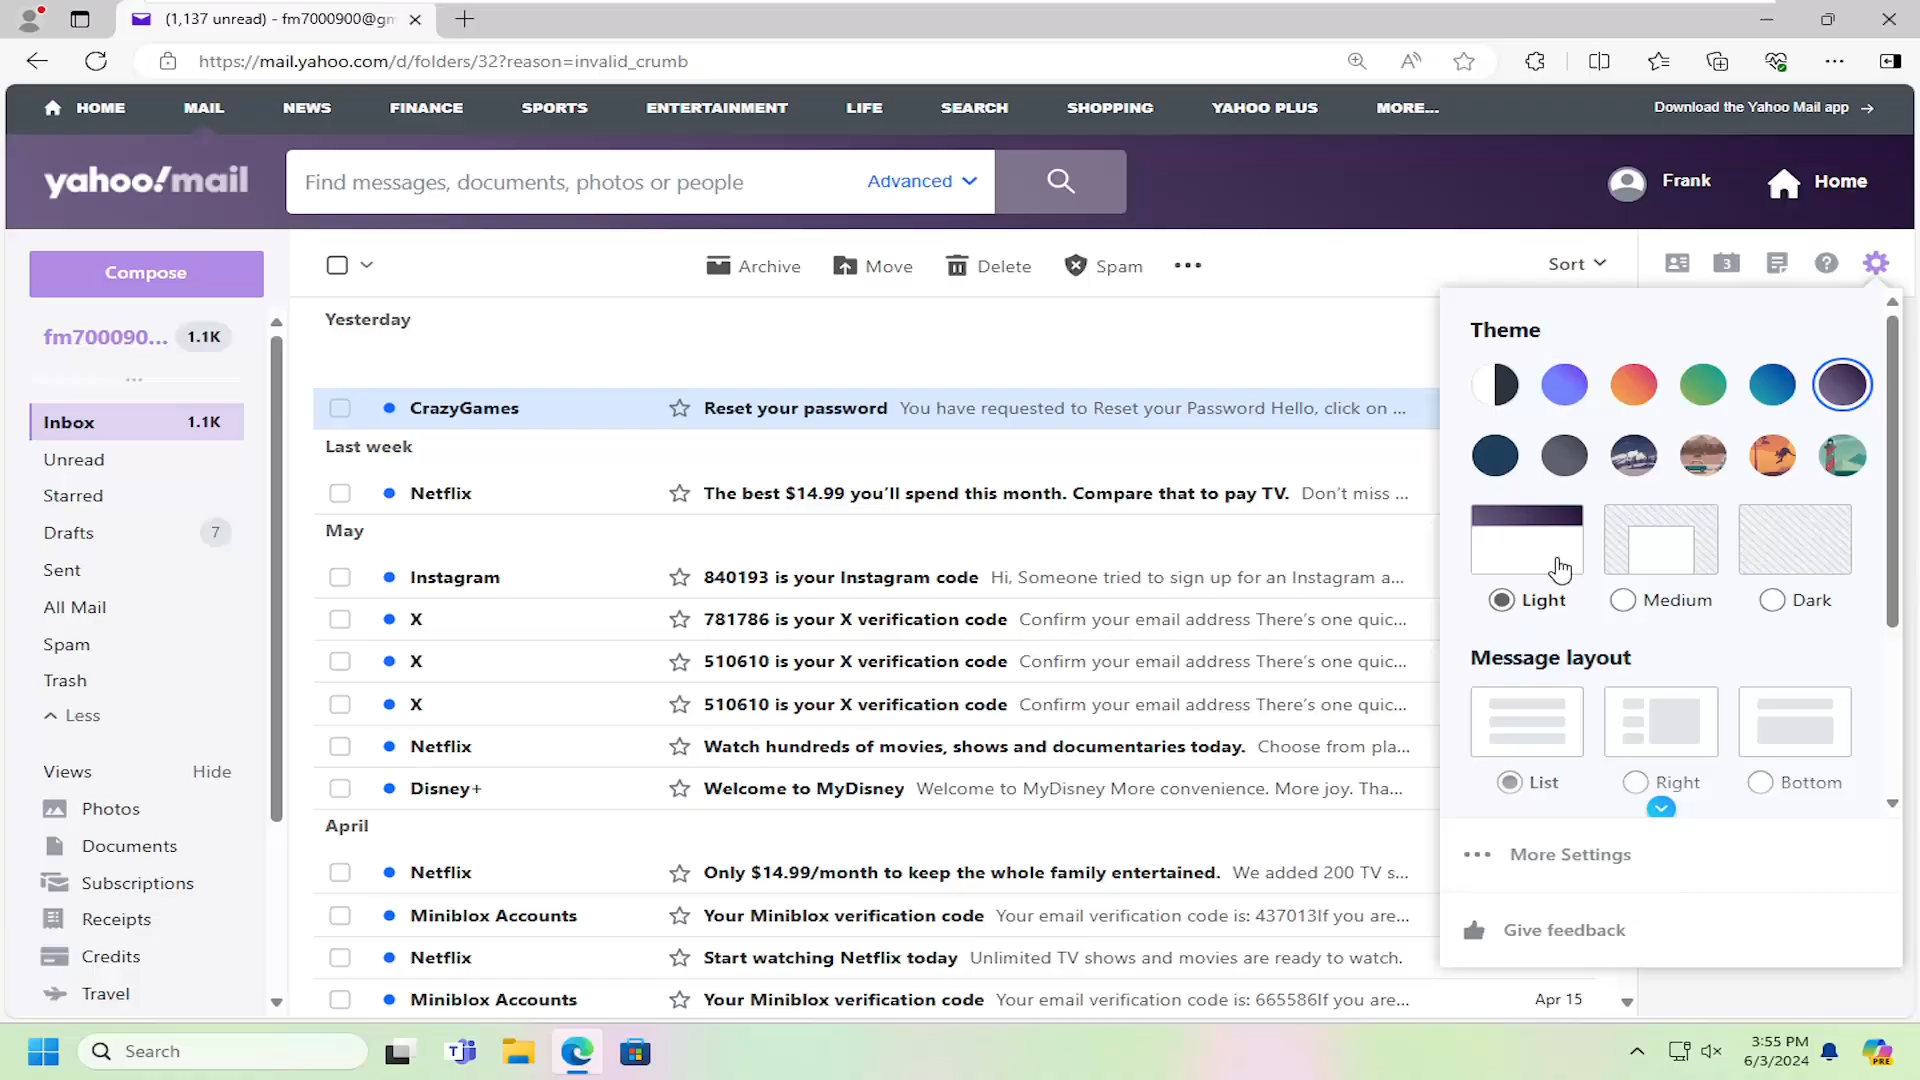 (1,137 unread) - fm7000900@gm
https://mail.yahoo.com/d/folders/32?reason=invalid_crumb
HOME MAIL NEWS FINANCE SPORTS ENTERTAINMENT LIFE SEARCH SHOPPING YAHOO PLUS MORE... Download the Yahoo Mail app →
yahoo!mail Find messages, documents, photos or people Advanced Frank Home
Compose Archive Move Delete Spam ••• Sort 3
fm700090... 1.1K
Inbox 1.1K
Unread
Starred
Drafts 7
Sent
All Mail
Spam
Trash
Less
Views Hide
Photos
Documents
Subscriptions
Receipts
Credits
Travel
Yesterday
CrazyGames Reset your password You have requested to Reset your Password Hello, click on ...
Last week
Netflix The best $14.99 you'll spend this month. Compare that to pay TV. Don't miss ...
May
Instagram 840193 is your Instagram code Hi, Someone tried to sign up for an Instagram a...
X 781786 is your X verification code Confirm your email address There's one quic...
X 510610 is your X verification code Confirm your email address There's one quic...
X 510610 is your X verification code Confirm your email address There's one quic...
Netflix Watch hundreds of movies, shows and documentaries today. Choose from pla...
Disney+ Welcome to MyDisney Welcome to MyDisney More convenience. More joy. Tha...
April
Netflix Only $14.99/month to keep the whole family entertained. We added 200 TV s...
Miniblox Accounts Your Miniblox verification code Your email verification code is: 437013If you are...
Netflix Start watching Netflix today Unlimited TV shows and movies are ready to watch.
Miniblox Accounts Your Miniblox verification code Your email verification code is: 665586If you are... Apr 15
Theme
Light Medium Dark
Message layout
List Right Bottom
••• More Settings
Give feedback
Search
3:55 PM
6/3/2024
PRE